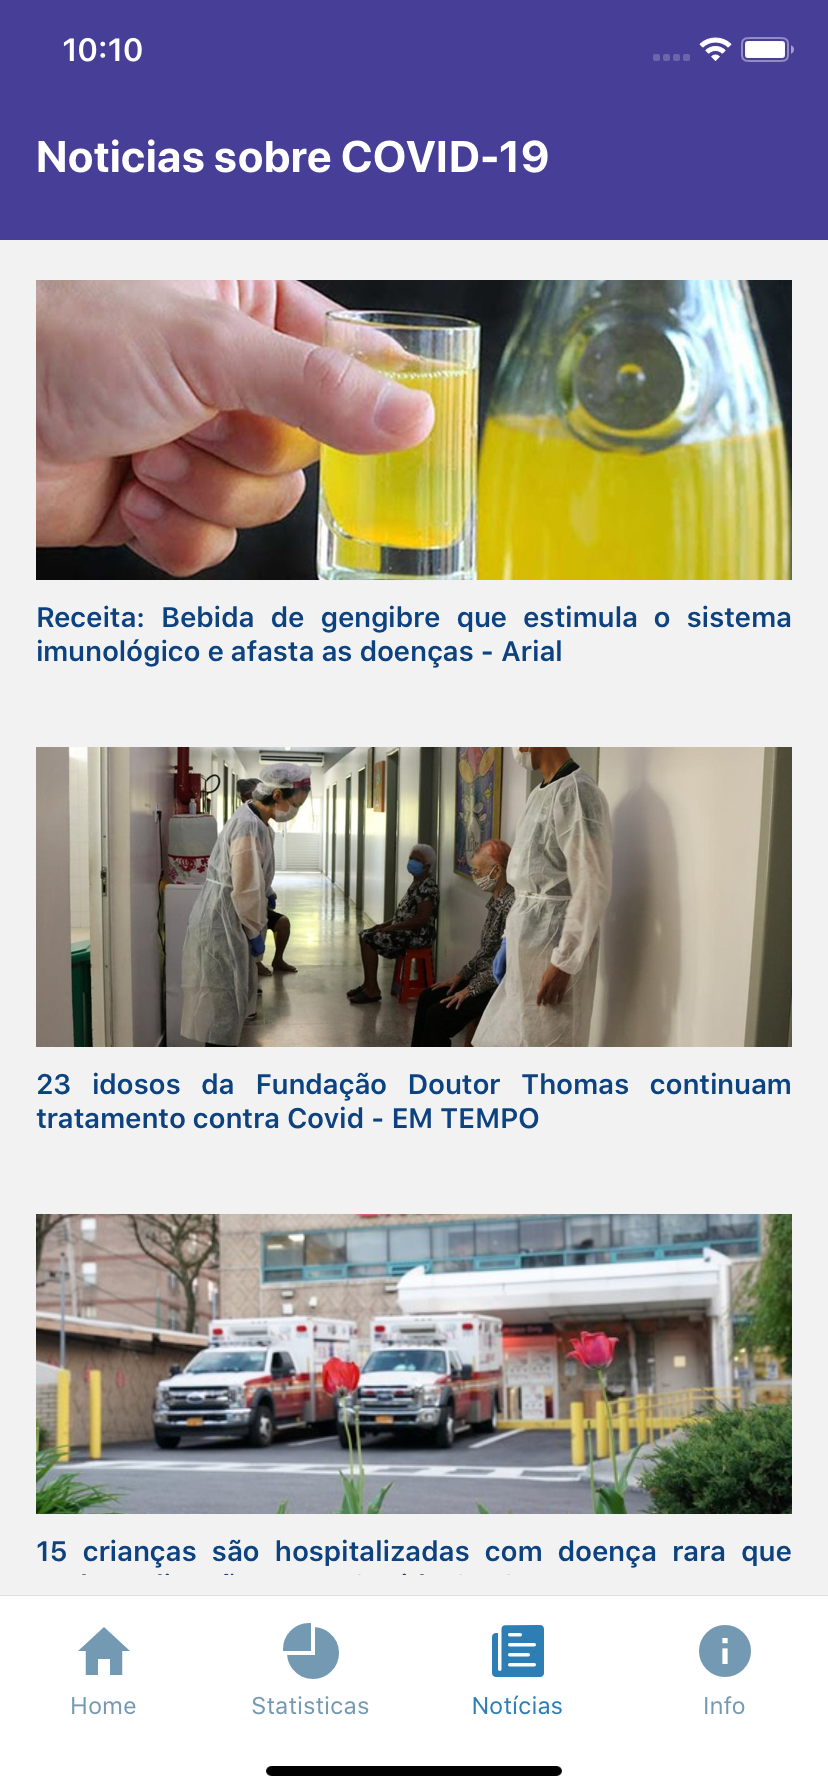 10:10
Noticias sobre COVID-19
Receita: Bebida de gengibre que estimula o sistema
imunológico e afasta as doenças - Arial
23 idosos da Fundação Doutor Thomas continuam
tratamento contra Covid - EM TEMPO
15 crianças são hospitalizadas com doença rara que
Home
Statisticas
Notícias
Info